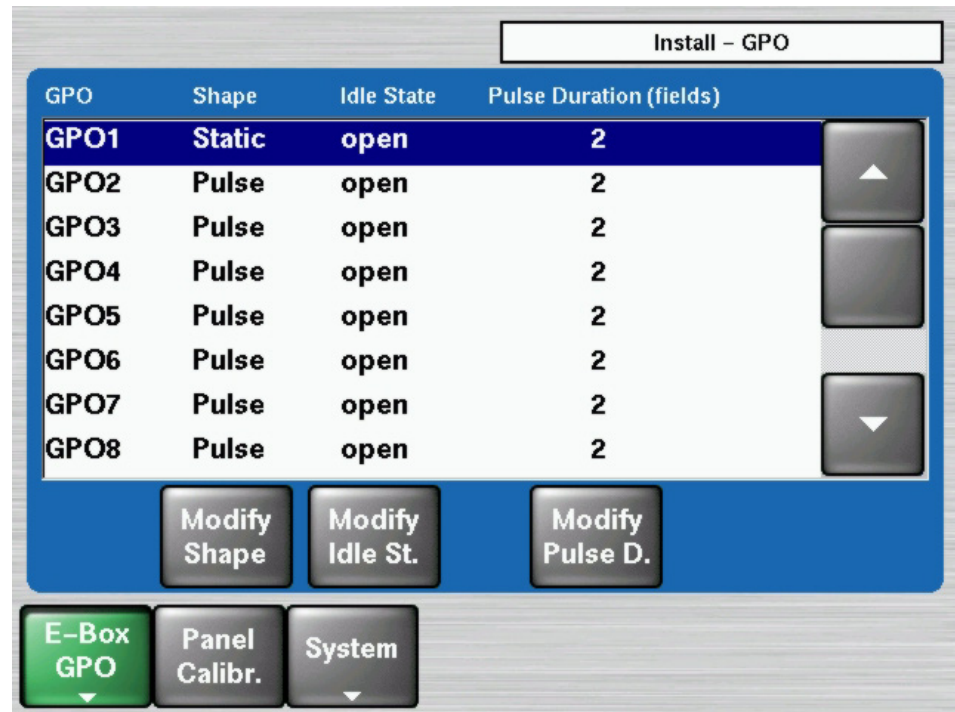 Install – GPO
GPO Shape Idle State Pulse Duration (fields)
GPO1 Static open 2
GPO2 Pulse open 2
GPO3 Pulse open 2
GPO4 Pulse open 2
GPO5 Pulse open 2
GPO6 Pulse open 2
GPO7 Pulse open 2
GPO8 Pulse open 2
Modify Modify Modify
Shape Idle St. Pulse D.
E–Box Panel System
GPO Calibr.